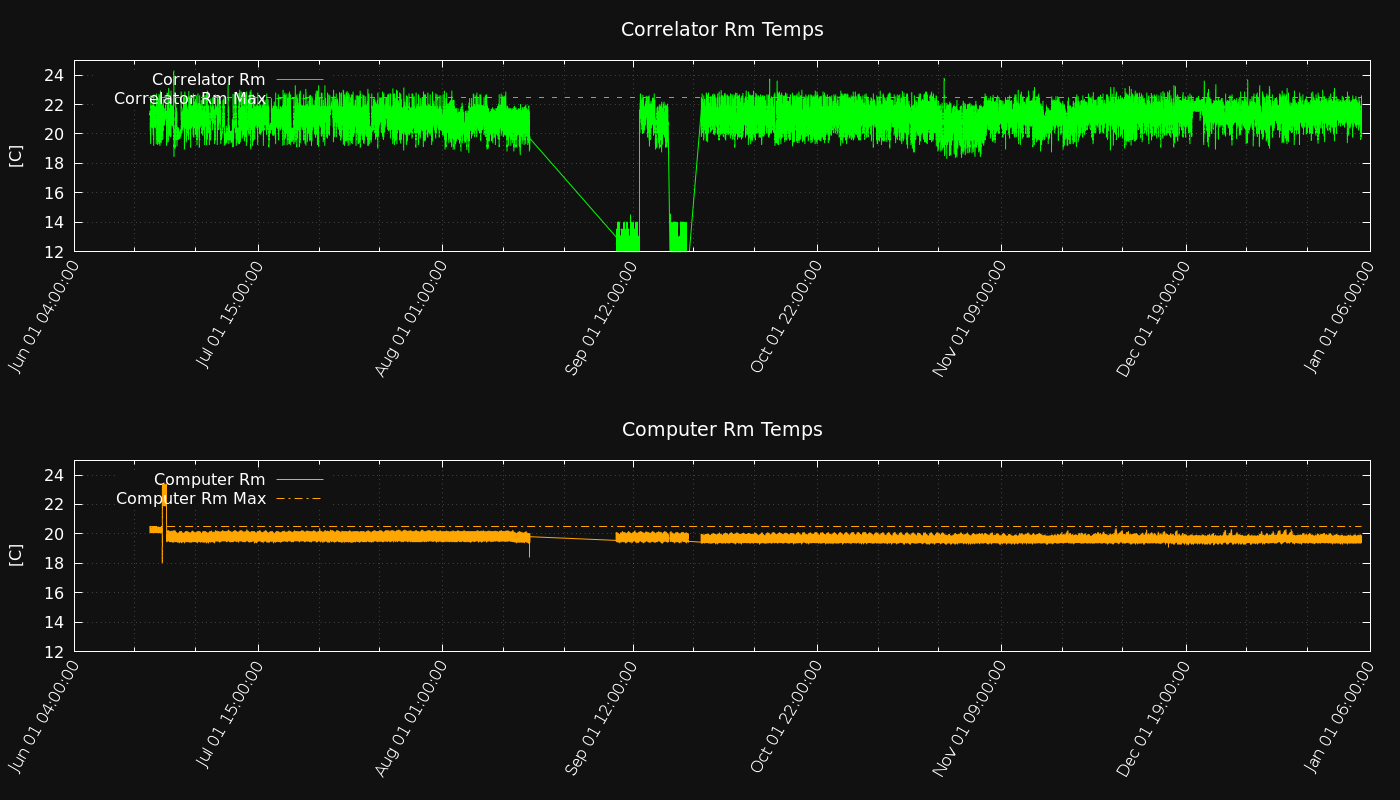 Correlator Rm Temps
24
22
20
18
16
14
12
[C]
Correlator Rm
Correlator Rm Max
Jun 01 04:00:00
Jul 01 15:00:00
Aug 01 01:00:00
Sep 01 12:00:00
Oct 01 22:00:00
Nov 01 09:00:00
Dec 01 19:00:00
Jan 01 06:00:00
Computer Rm Temps
24
22
20
18
16
14
12
[C]
Computer Rm
Computer Rm Max
Jun 01 04:00:00
Jul 01 15:00:00
Aug 01 01:00:00
Sep 01 12:00:00
Oct 01 22:00:00
Nov 01 09:00:00
Dec 01 19:00:00
Jan 01 06:00:00